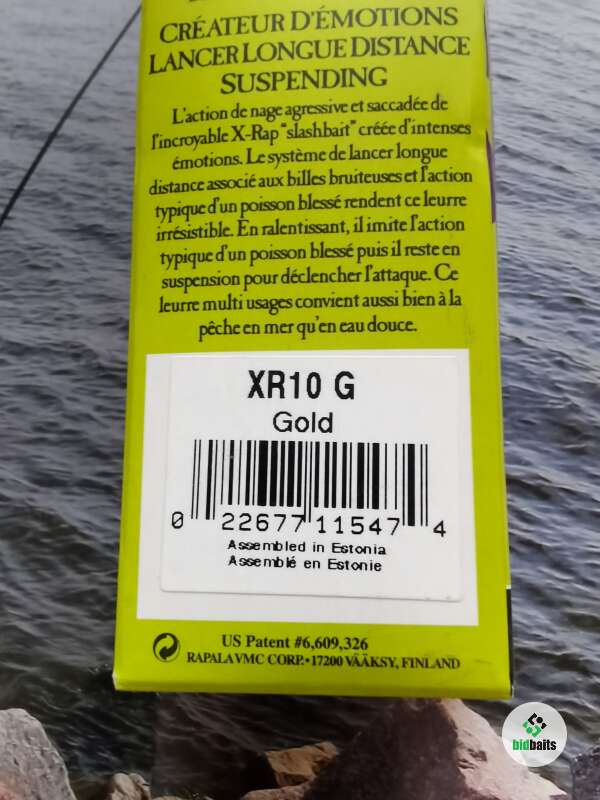 CRÉATEUR D'ÉMOTIONS
LANCER LONGUE DISTANCE
SUSPENDING
L'action de nage agressive et saccadée de
l'incroyable X-Rap "slashbait" créée d'intenses
émotions. Le système de lancer longue
distance associé aux billes bruiteuses et l'action
typique d'un poisson blessé rendent ce leurre
irrésistible. En ralentissant, il imite l'action
typique d'un poisson blessé puis il reste en
suspension pour déclencher l'attaque. Ce
leurre multi usages convient aussi bien à la
pêche en mer qu'en eau douce.
XR10 G
Gold
0 22677 11547 4
Assembled in Estonia
Assemblé en Estonie
US Patent #6,609,326
RAPALA VMC CORP. • 17200 VÄÄKSY, FINLAND
bidbaits